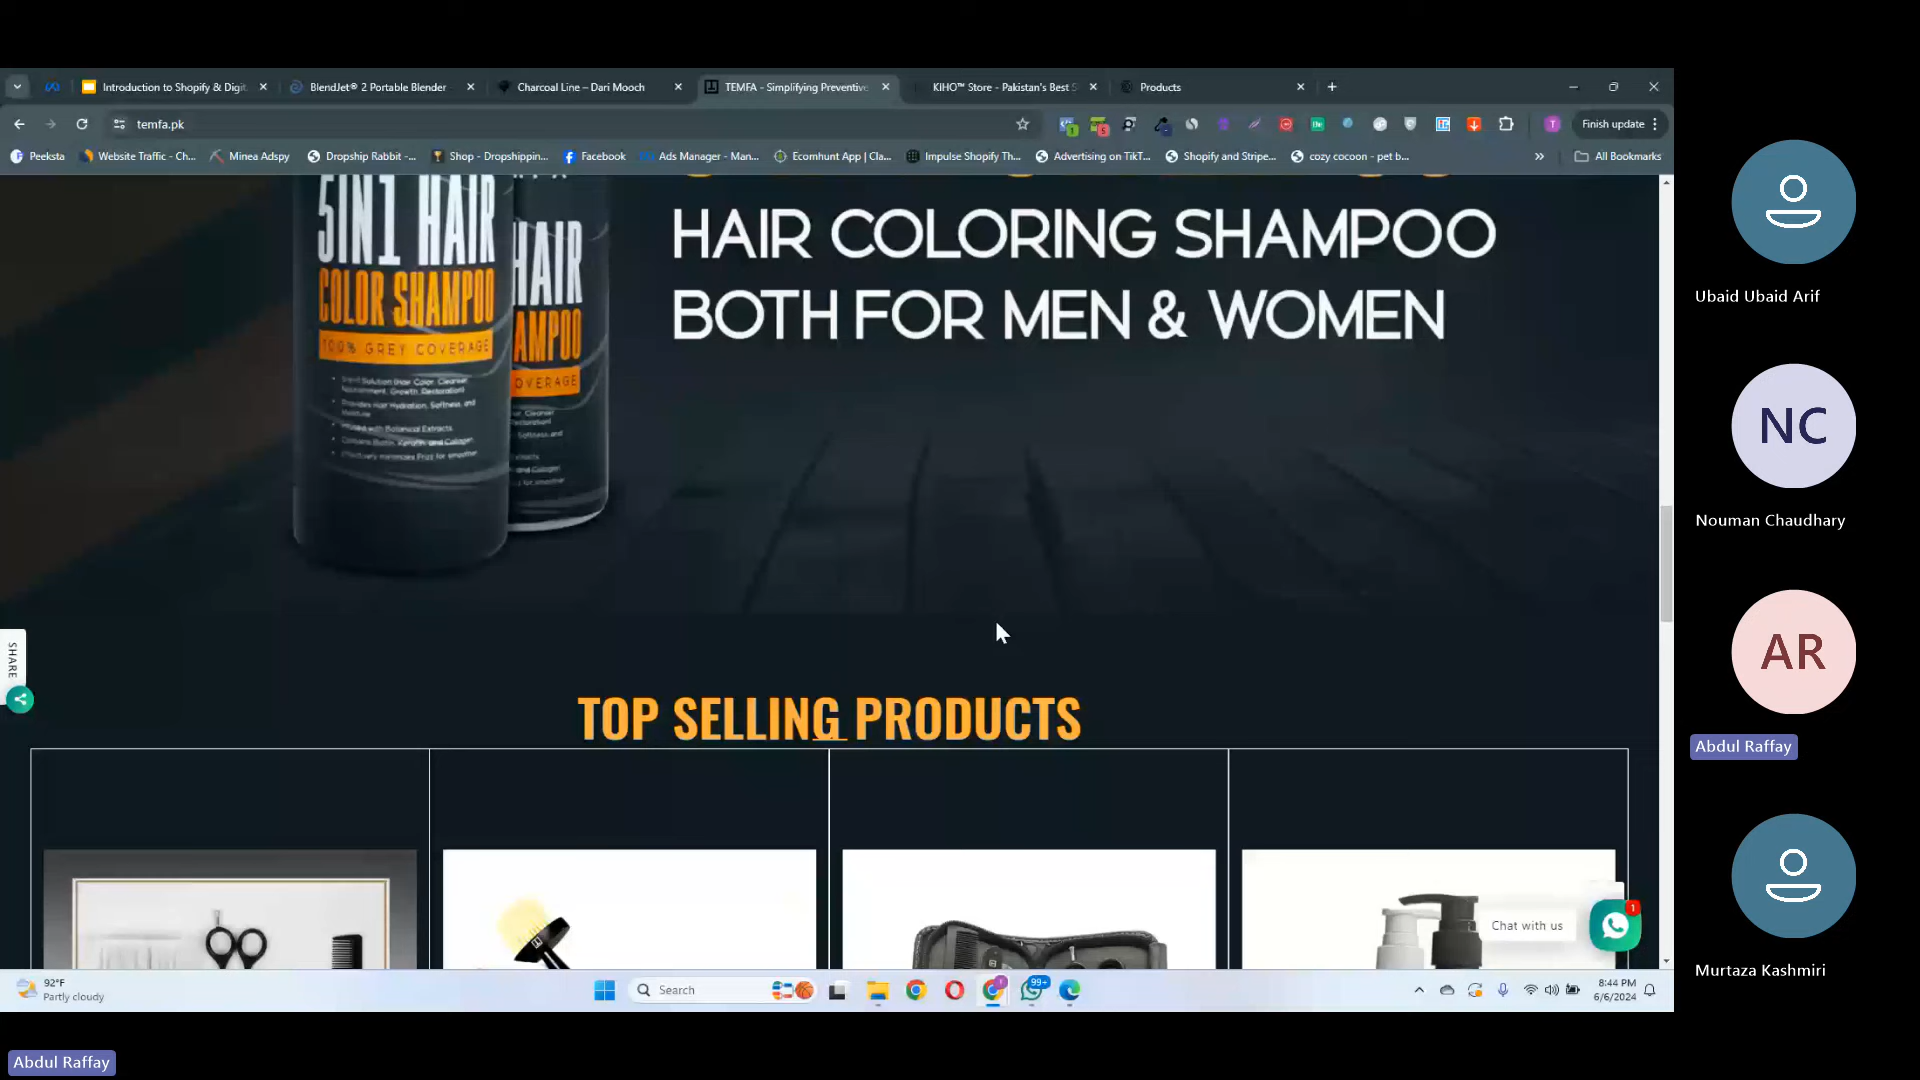 Introduction to Shopify & Digit
BlendJet® 2 Portable Blender
Charcoal Line – Dari Mooch
TEMFA - Simplifying Preventive
KIHO™ Store - Pakistan's Best S
Products
temfa.pk
Finish update
Peeksta
Website Traffic - Ch...
Minea Adspy
Dropship Rabbit -...
Shop - Dropshippin...
Facebook
Ads Manager - Man...
Ecomhunt App | Cla...
Impulse Shopify Th...
Advertising on TikT...
Shopify and Stripe...
cozy cocoon - pet b...
All Bookmarks
5IN1 HAIR
COLOR SHAMPOO
100% GREY COVERAGE
HAIR
AMPOO
OVERAGE
HAIR COLORING SHAMPOO
BOTH FOR MEN & WOMEN
SHARE
TOP SELLING PRODUCTS
Chat with us
1
92°F
Partly cloudy
Search
99+
8:44 PM
6/6/2024
Ubaid Ubaid Arif
NC
Nouman Chaudhary
AR
Abdul Raffay
Murtaza Kashmiri
Abdul Raffay